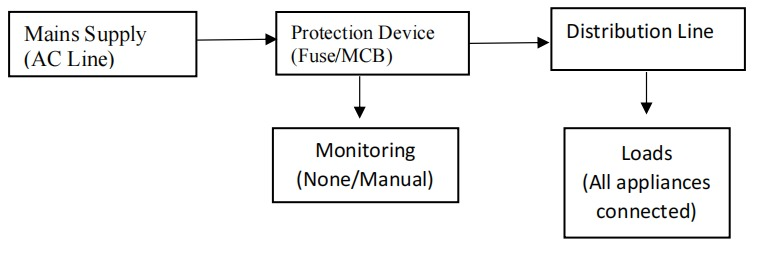 Mains Supply
(AC Line)
Protection Device
(Fuse/MCB)
Distribution Line
Monitoring
(None/Manual)
Loads
(All appliances
connected)